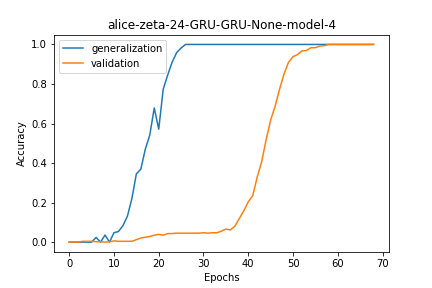 alice-zeta-24-GRU-GRU-None-model-4
generalization
validation
1.0
0.8
0.6
0.4
0.2
0.0
Accuracy
0 10 20 30 40 50 60 70
Epochs